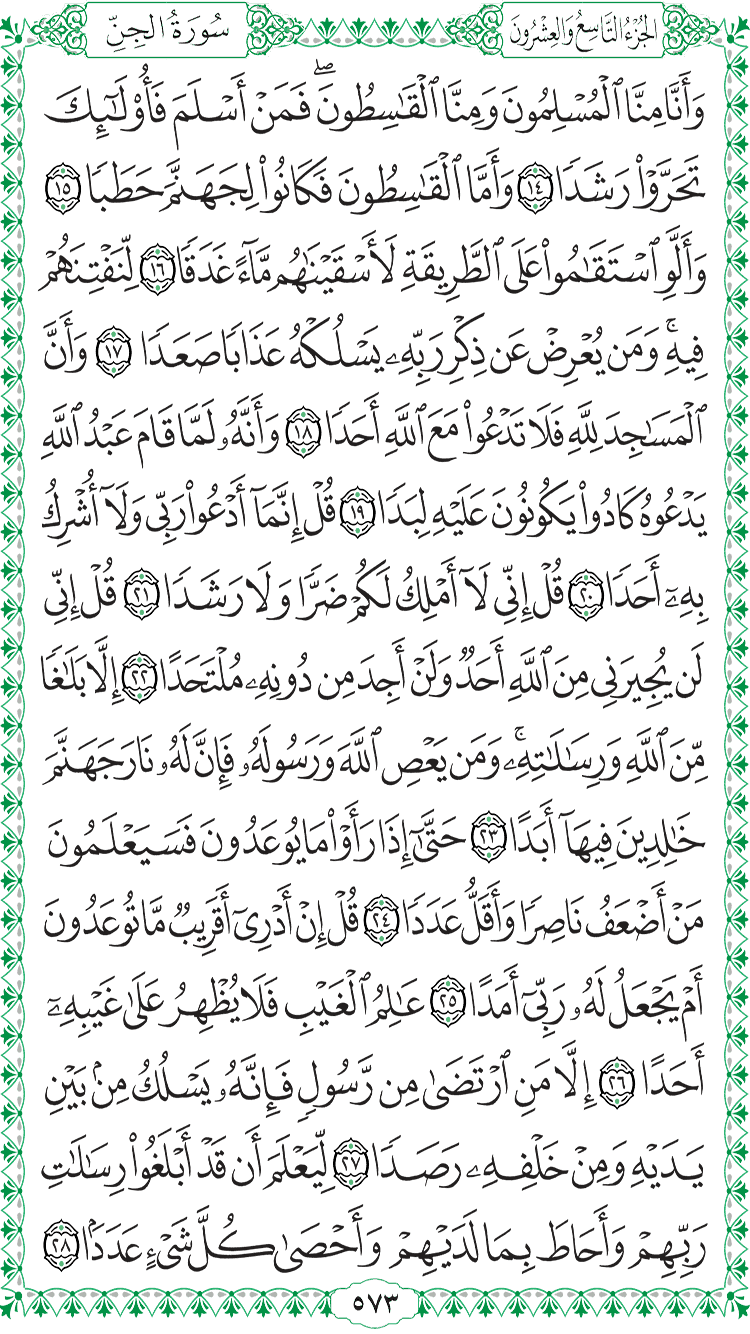 الجُزْءُ التَّاسِعُ وَالعِشْرُونَ
سُورَةُ الجِنِّ
وَأَنَّا مِنَّا ٱلْمُسْلِمُونَ وَمِنَّا ٱلْقَٰسِطُونَۖ فَمَنْ أَسْلَمَ فَأُو۟لَٰٓئِكَ
تَحَرَّوْا۟ رَشَدًا ١٤ وَأَمَّا ٱلْقَٰسِطُونَ فَكَانُوا۟ لِجَهَنَّمَ حَطَبًا ١٥
وَأَلَّوِ ٱسْتَقَٰمُوا۟ عَلَى ٱلطَّرِيقَةِ لَأَسْقَيْنَٰهُم مَّآءً غَدَقًا ١٦ لِّنَفْتِنَهُمْ
فِيهِۚ وَمَن يُعْرِضْ عَن ذِكْرِ رَبِّهِۦ يَسْلُكْهُ عَذَابًا صَعَدًا ١٧ وَأَنَّ
ٱلْمَسَٰجِدَ لِلَّهِ فَلَا تَدْعُوا۟ مَعَ ٱللَّهِ أَحَدًا ١٨ وَأَنَّهُۥ لَمَّا قَامَ عَبْدُ ٱللَّهِ
يَدْعُوهُ كَادُوا۟ يَكُونُونَ عَلَيْهِ لِبَدًا ١٩ قُلْ إِنَّمَآ أَدْعُوا۟ رَبِّى وَلَآ أُشْرِكُ
بِهِۦٓ أَحَدًا ٢٠ قُلْ إِنِّى لَآ أَمْلِكُ لَكُمْ ضَرًّا وَلَا رَشَدًا ٢١ قُلْ إِنِّى
لَن يُجِيرَنِى مِنَ ٱللَّهِ أَحَدٌ وَلَنْ أَجِدَ مِن دُونِهِۦ مُلْتَحَدًا ٢٢ إِلَّا بَلَٰغًا
مِّنَ ٱللَّهِ وَرِسَٰلَٰتِهِۦۚ وَمَن يَعْصِ ٱللَّهَ وَرَسُولَهُۥ فَإِنَّ لَهُۥ نَارَ جَهَنَّمَ
خَٰلِدِينَ فِيهَآ أَبَدًا ٢٣ حَتَّىٰٓ إِذَا رَأَوْا۟ مَا يُوعَدُونَ فَسَيَعْلَمُونَ
مَنْ أَضْعَفُ نَاصِرًا وَأَقَلُّ عَدَدًا ٢٤ قُلْ إِنْ أَدْرِىٓ أَقَرِيبٌ مَّا تُوعَدُونَ
أَمْ يَجْعَلُ لَهُۥ رَبِّىٓ أَمَدًا ٢٥ عَٰلِمُ ٱلْغَيْبِ فَلَا يُظْهِرُ عَلَىٰ غَيْبِهِۦٓ
أَحَدًا ٢٦ إِلَّا مَنِ ٱرْتَضَىٰ مِن رَّسُولٍ فَإِنَّهُۥ يَسْلُكُ مِنۢ بَيْنِ
يَدَيْهِ وَمِنْ خَلْفِهِۦ رَصَدًا ٢٧ لِّيَعْلَمَ أَن قَدْ أَبْلَغُوا۟ رِسَٰلَٰتِ
رَبِّهِمْ وَأَحَاطَ بِمَا لَدَيْهِمْ وَأَحْصَىٰ كُلَّ شَىْءٍ عَدَدًۢا ٢٨
٥٧٣